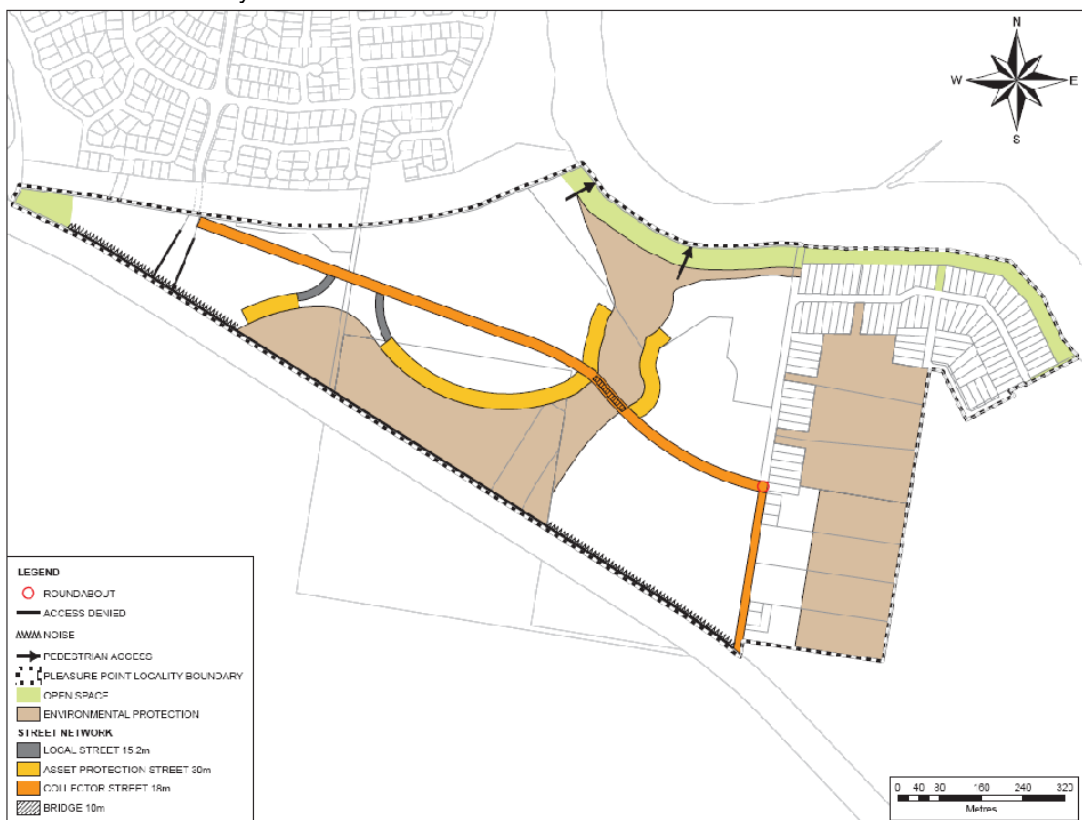 N
W
E
S
LEGEND
ROUNDABOUT
ACCESS DENIED
NOISE
PEDESTRIAN ACCESS
PLEASURE POINT LOCALITY BOUNDARY
OPEN SPACE
ENVIRONMENTAL PROTECTION
STREET NETWORK
LOCAL STREET 15.2m
ASSET PROTECTION STREET 20m
COLLECTOR STREET 18m
BRIDGE 10m
0 40 80 160 240 320
Metres